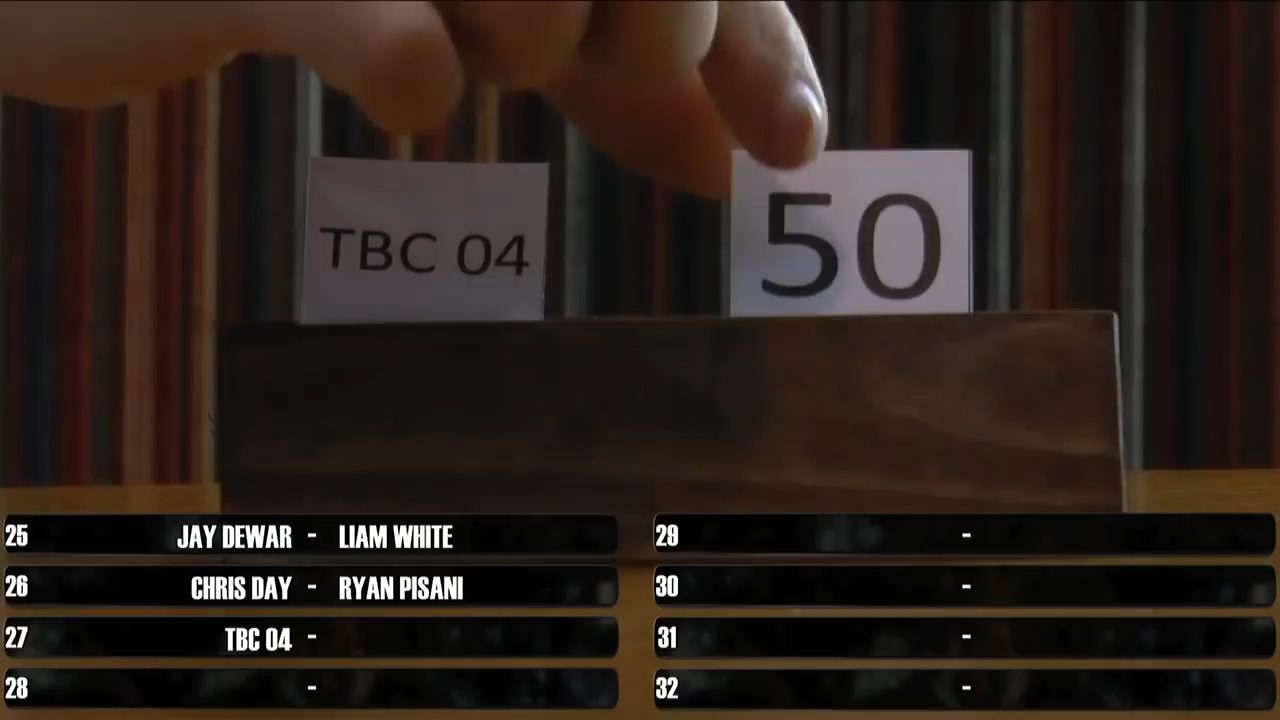 TBC 04
50
25 JAY DEWAR - LIAM WHITE
26 CHRIS DAY - RYAN PISANI
27 TBC 04 -
28 -
29 -
30 -
31 -
32 -